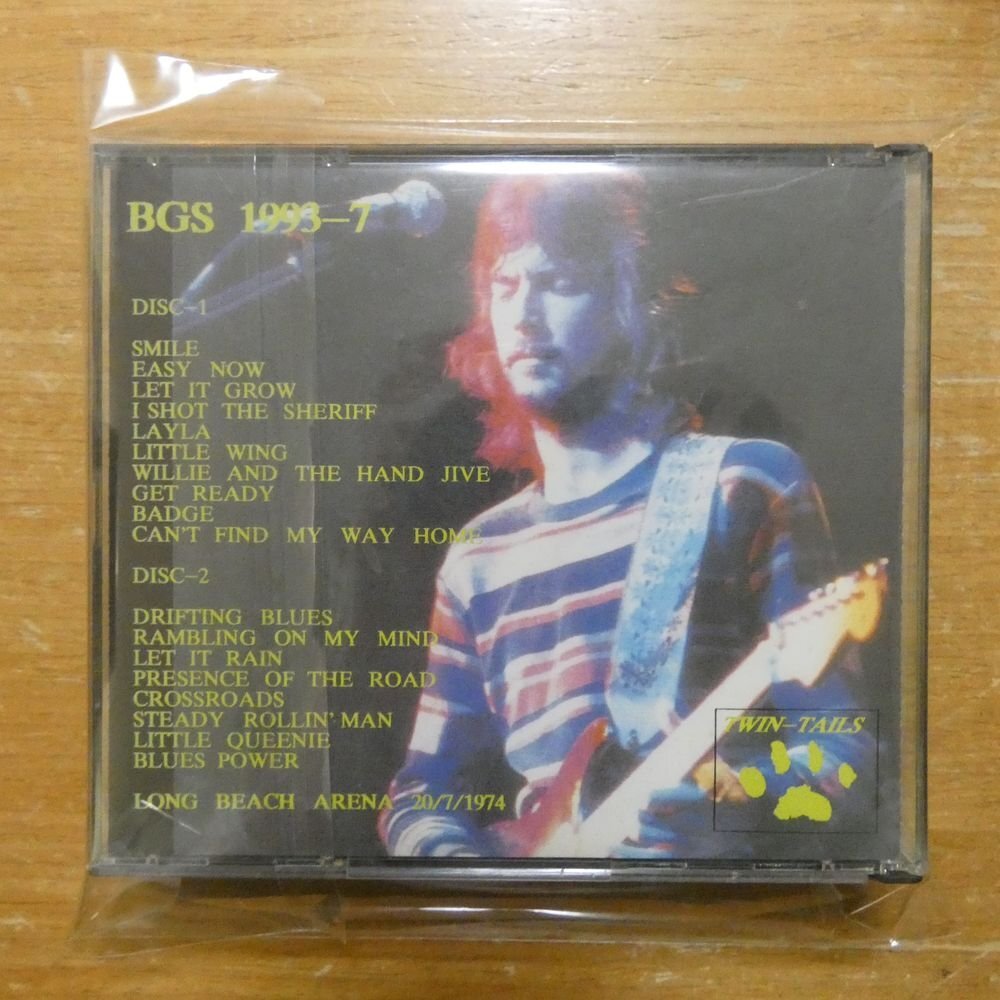 BGS 1993-7
DISC-1
SMILE
EASY NOW
LET IT GROW
I SHOT THE SHERIFF
LAYLA
LITTLE WING
WILLIE AND THE HAND JIVE
GET READY
BADGE
CAN'T FIND MY WAY HOME
DISC-2
DRIFTING BLUES
RAMBLING ON MY MIND
LET IT RAIN
PRESENCE OF THE ROAD
CROSSROADS
STEADY ROLLIN' MAN
LITTLE QUEENIE
BLUES POWER
LONG BEACH ARENA 20/7/1974
TWIN-TAILS